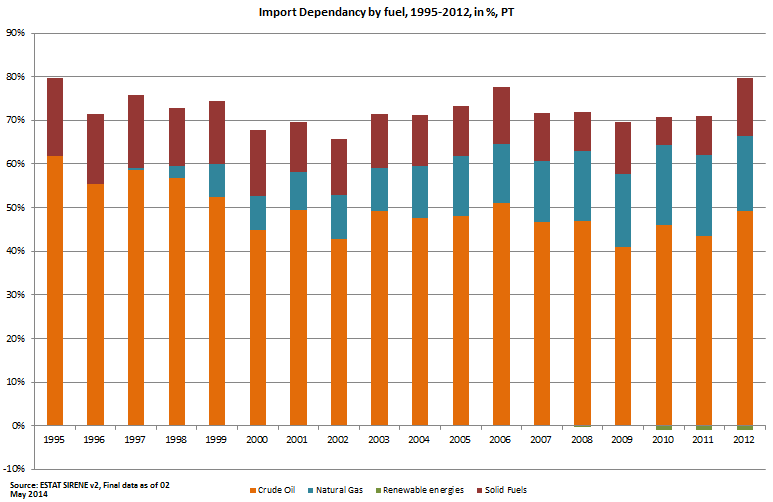 Import Dependancy by fuel, 1995-2012, in %, PT
90%
80%
70%
60%
50%
40%
30%
20%
10%
0%
-10%
1995 1996 1997 1998 1999 2000 2001 2002 2003 2004 2005 2006 2007 2008 2009 2010 2011 2012
Source: ESTAT SIRENE v2, Final data as of 02
May 2014
Crude Oil Natural Gas Renewable energies Solid Fuels